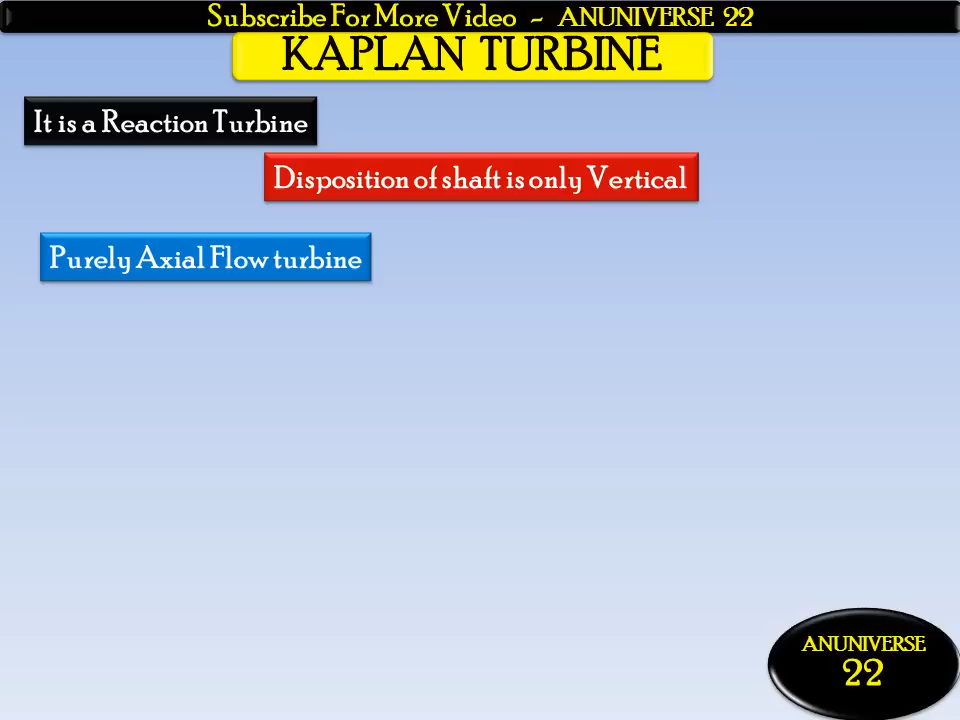 Subscribe For More Video - ANUNIVERSE 22
KAPLAN TURBINE
It is a Reaction Turbine
Disposition of shaft is only Vertical
Purely Axial Flow turbine
ANUNIVERSE
22